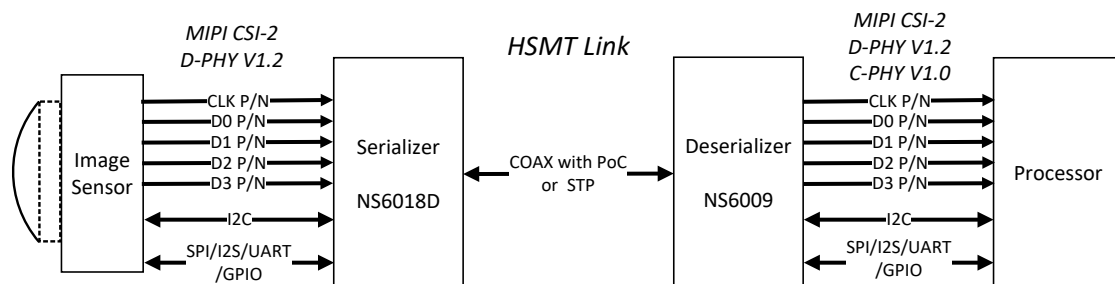 MIPI CSI-2
D-PHY V1.2
HSMT Link
MIPI CSI-2
D-PHY V1.2
C-PHY V1.0
Image
Sensor
CLK P/N
D0 P/N
D1 P/N
D2 P/N
D3 P/N
I2C
SPI/I2S/UART
/GPIO
Serializer
NS6018D
COAX with PoC
or STP
Deserializer
NS6009
CLK P/N
D0 P/N
D1 P/N
D2 P/N
D3 P/N
I2C
SPI/I2S/UART
/GPIO
Processor